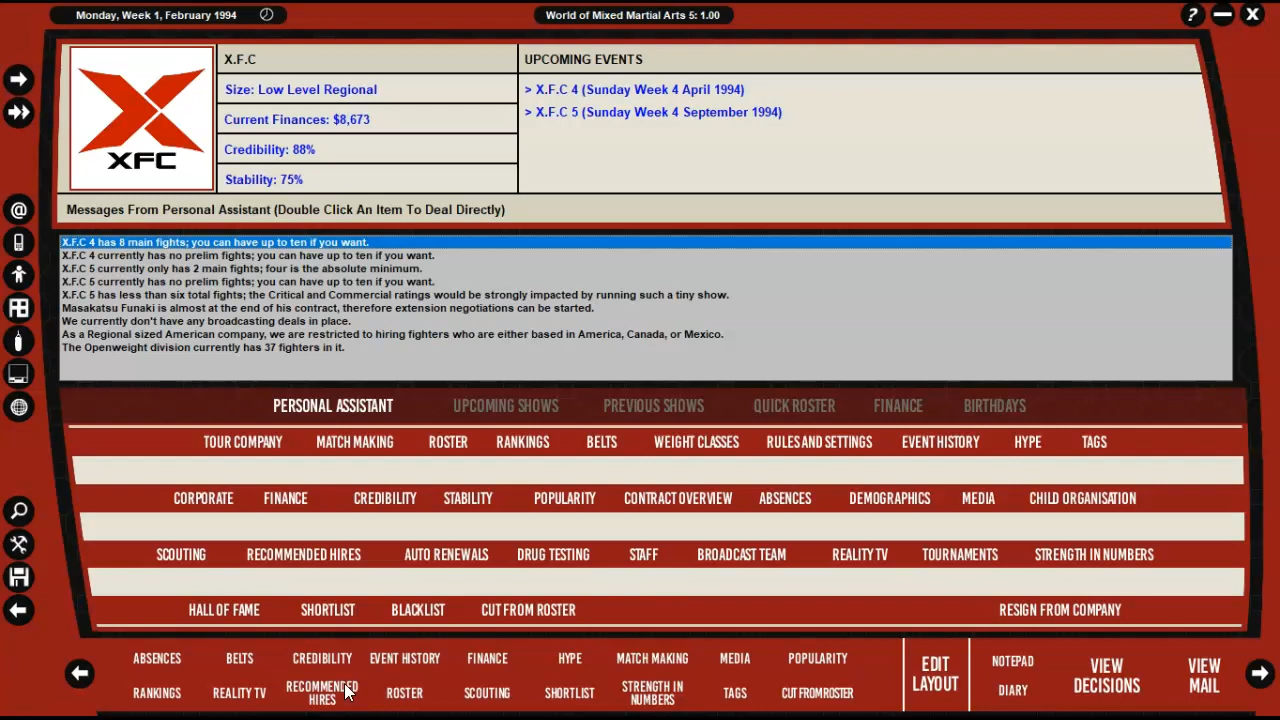 Monday, Week 1, February 1994
World of Mixed Martial Arts 5: 1.00
?
X
XFC
X.F.C
Size: Low Level Regional
Current Finances: $8,673
Credibility: 88%
Stability: 75%
UPCOMING EVENTS
> X.F.C 4 (Sunday Week 4 April 1994)
> X.F.C 5 (Sunday Week 4 September 1994)
Messages From Personal Assistant (Double Click An Item To Deal Directly)
X.F.C 4 has 8 main fights; you can have up to ten if you want.
X.F.C 4 currently has no prelim fights; you can have up to ten if you want.
X.F.C 5 currently only has 2 main fights; four is the absolute minimum.
X.F.C 5 currently has no prelim fights; you can have up to ten if you want.
X.F.C 5 has less than six total fights; the Critical and Commercial ratings would be strongly impacted by running such a tiny show.
Masakatsu Funaki is almost at the end of his contract, therefore extension negotiations can be started.
We currently don't have any broadcasting deals in place.
As a Regional sized American company, we are restricted to hiring fighters who are either based in America, Canada, or Mexico.
The Openweight division currently has 37 fighters in it.
PERSONAL ASSISTANT UPCOMING SHOWS PREVIOUS SHOWS QUICK ROSTER FINANCE BIRTHDAYS
TOUR COMPANY MATCH MAKING ROSTER RANKINGS BELTS WEIGHT CLASSES RULES AND SETTINGS EVENT HISTORY HYPE TAGS
CORPORATE FINANCE CREDIBILITY STABILITY POPULARITY CONTRACT OVERVIEW ABSENCES DEMOGRAPHICS MEDIA CHILD ORGANISATION
SCOUTING RECOMMENDED HIRES AUTO RENEWALS DRUG TESTING STAFF BROADCAST TEAM REALITY TV TOURNAMENTS STRENGTH IN NUMBERS
HALL OF FAME SHORTLIST BLACKLIST CUT FROM ROSTER RESIGN FROM COMPANY
ABSENCES BELTS CREDIBILITY EVENT HISTORY FINANCE HYPE MATCH MAKING MEDIA POPULARITY
RANKINGS REALITY TV RECOMMENDED HIRES ROSTER SCOUTING SHORTLIST STRENGTH IN NUMBERS TAGS CUT FROM ROSTER
EDIT LAYOUT
NOTEPAD
DIARY
VIEW DECISIONS
VIEW MAIL